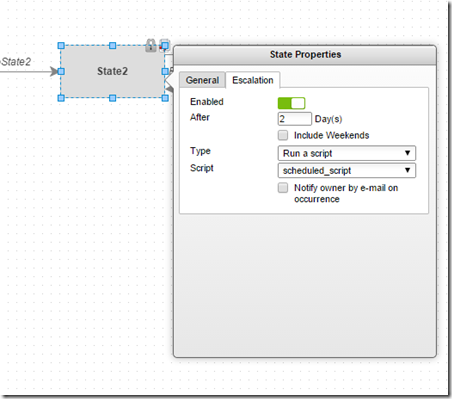 State2
State2
State Properties
General
Escalation
Enabled
After 2 Day(s)
Include Weekends
Type Run a script
Script scheduled_script
Notify owner by e-mail on
occurrence